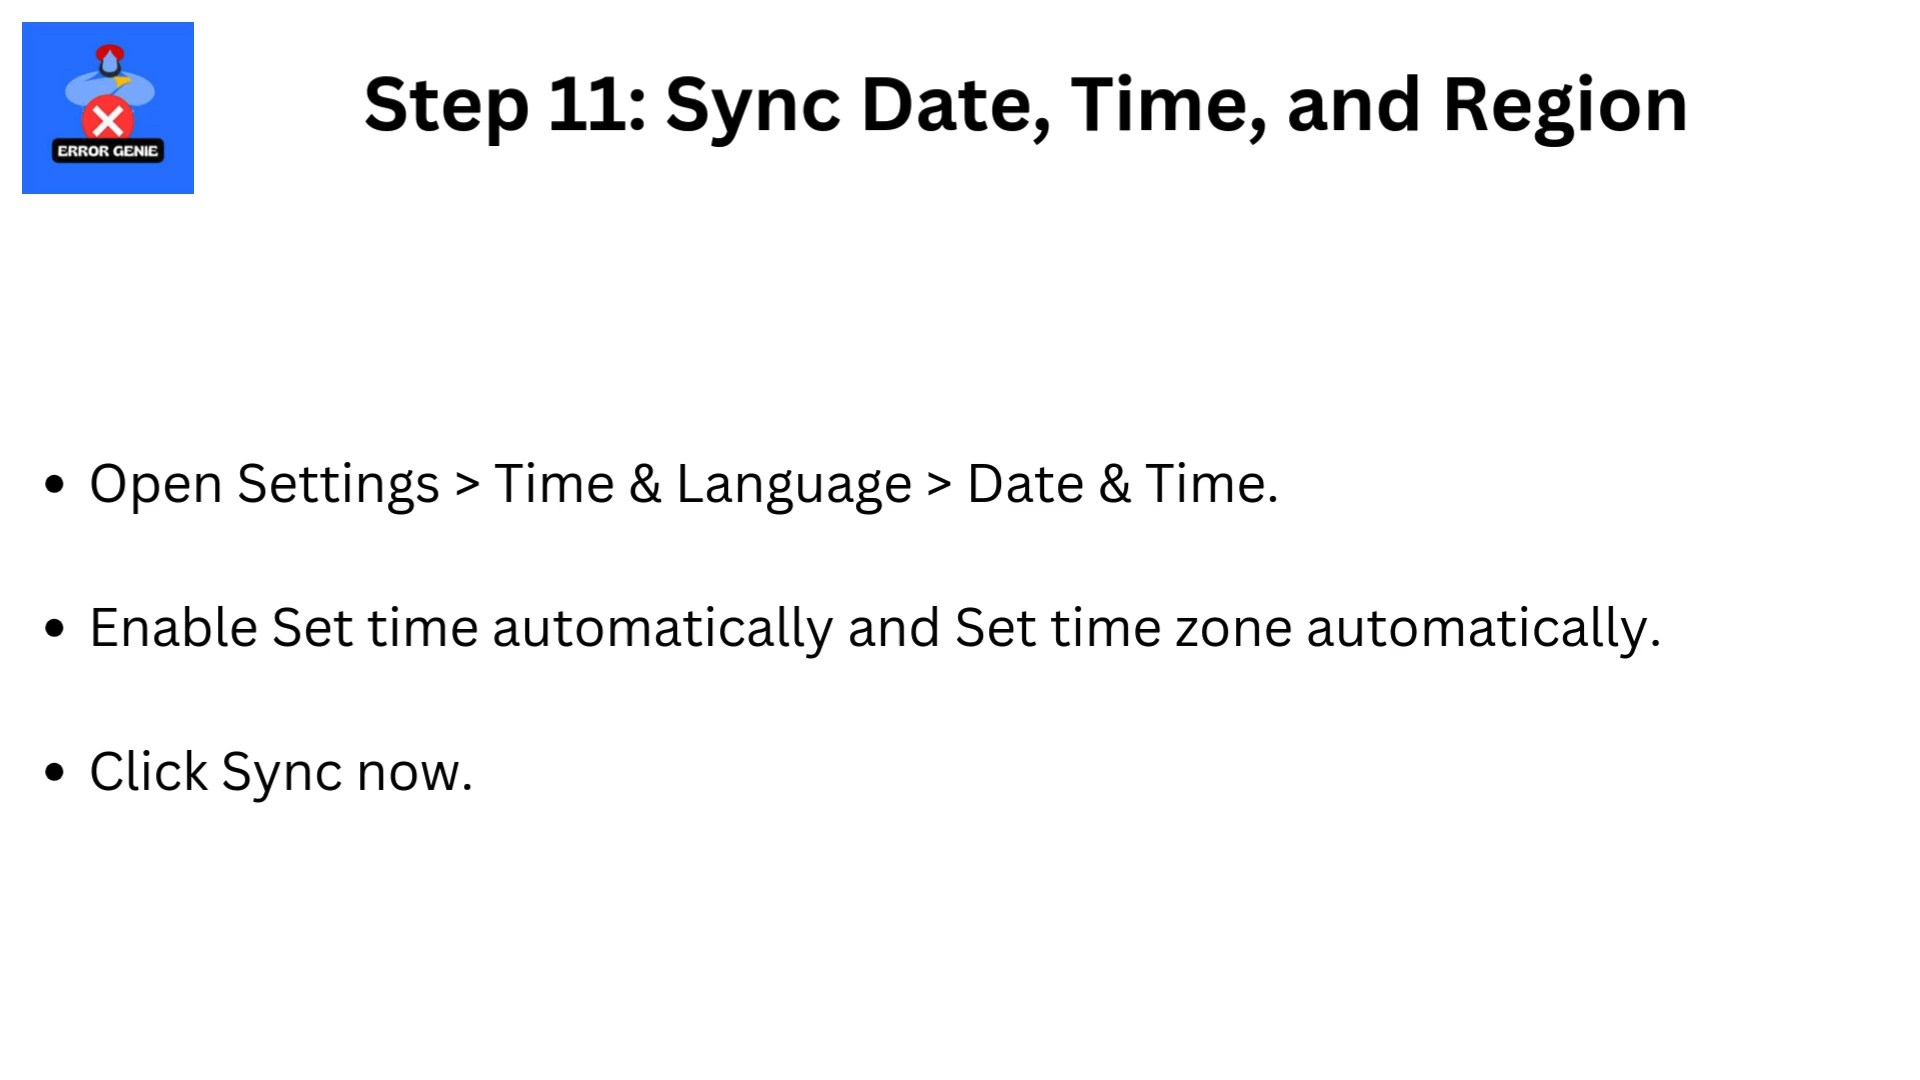 ERROR GENIE
Step 11: Sync Date, Time, and Region
• Open Settings > Time & Language > Date & Time.
• Enable Set time automatically and Set time zone automatically.
• Click Sync now.